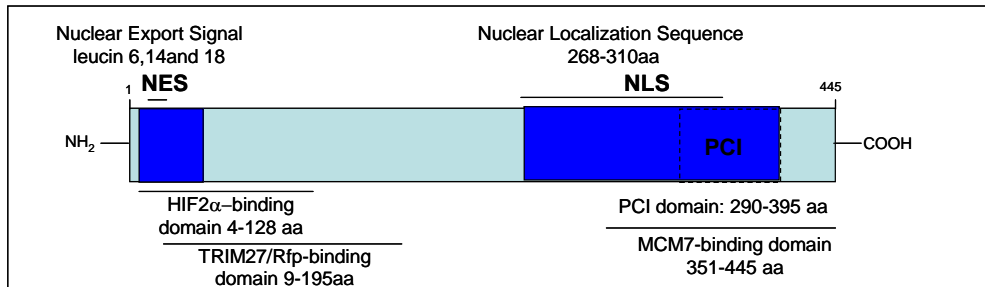 Nuclear Export Signal
leucin 6,14and 18
Nuclear Localization Sequence
268-310aa
1
NES
NLS
445
NH2
PCI
COOH
HIF2α–binding
domain 4-128 aa
PCI domain: 290-395 aa
TRIM27/Rfp-binding
domain 9-195aa
MCM7-binding domain
351-445 aa